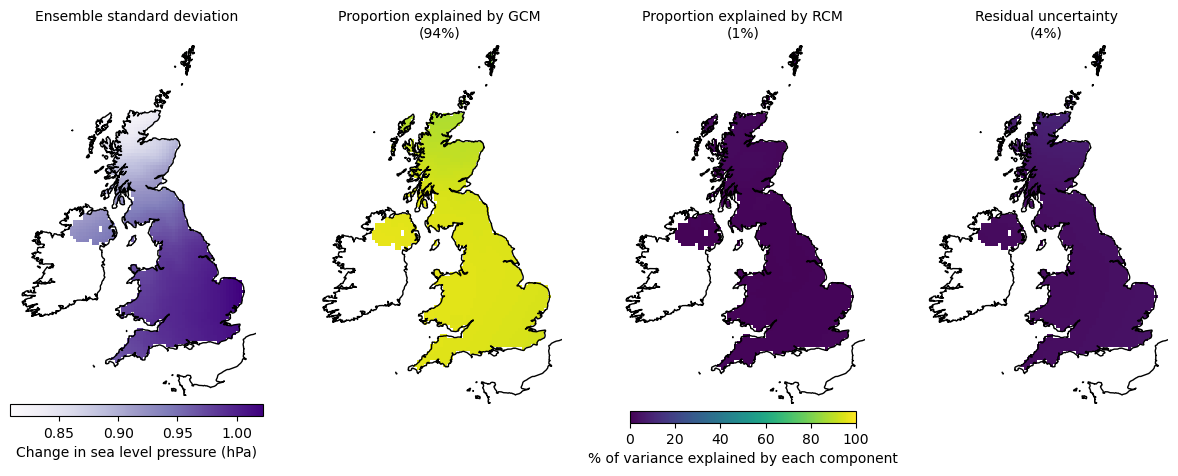 Ensemble standard deviation
Proportion explained by GCM
(94%)
Proportion explained by RCM
(1%)
Residual uncertainty
(4%)
0.85 0.90 0.95 1.00
Change in sea level pressure (hPa)
0 20 40 60 80 100
% of variance explained by each component